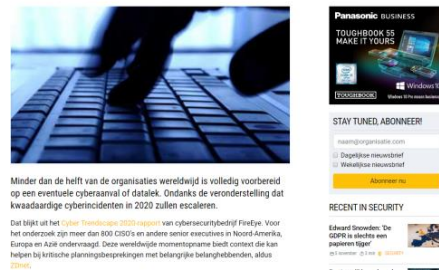 Minder dan de helft van de organisaties wereldwijd is volledig voorbereid
op een eventuele cyberaanval of datalek. Ondanks de veronderstelling dat
kwaadaardige cyberincidenten in 2020 zullen escaleren.
Dat blijkt uit het Cyber Trendscape 2020-rapport van cybersecuritybedrijf FireEye. Voor
het onderzoek zijn meer dan 800 CISO's en andere senior executives in Noord-Amerika,
Europa en Azië ondervraagd. Deze wereldwijde momentopname biedt context die kan
helpen bij kritische planningsbesprekingen met belangrijke belanghebbenden, aldus
ZDnet.
Panasonic BUSINESS
TOUGHBOOK 55
MAKE IT YOURS
Windows 10
TOUGHBOOK
STAY TUNED, ABONNEER!
naam@organisatie.com
Dagelijkse nieuwsbrief
Wekelijkse nieuwsbrief
Abonneer nu
RECENT IN SECURITY
Edward Snowden: 'De
GDPR is slechts een
papieren tijger'
SECURITY